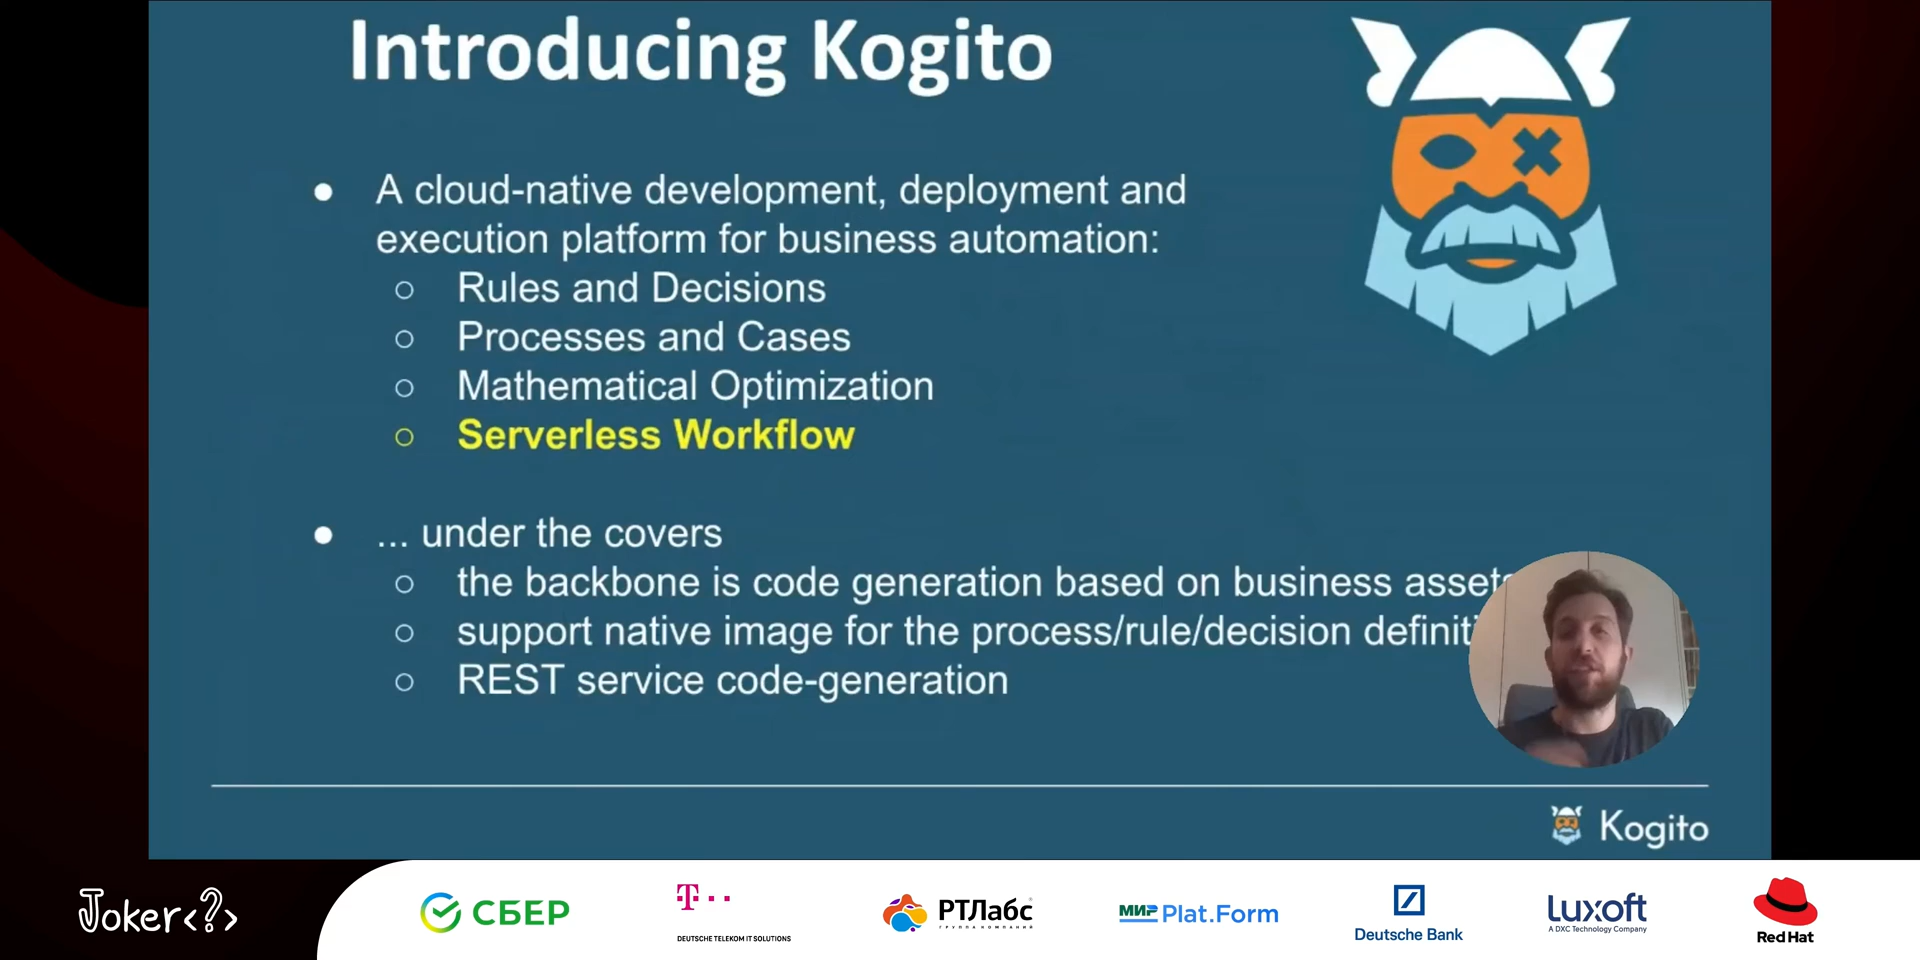 Introducing Kogito
● A cloud-native development, deployment and
execution platform for business automation:
○ Rules and Decisions
○ Processes and Cases
○ Mathematical Optimization
○ Serverless Workflow
● ... under the covers
○ the backbone is code generation based on business assets
○ support native image for the process/rule/decision definiti
○ REST service code-generation
Kogito
Joker<?>
СБЕР
T
DEUTSCHE TELEKOM IT SOLUTIONS
РТЛабс
ГРУППА КОМПАНИЙ
МИР Plat.Form
Deutsche Bank
Luxoft
A DXC Technology Company
Red Hat